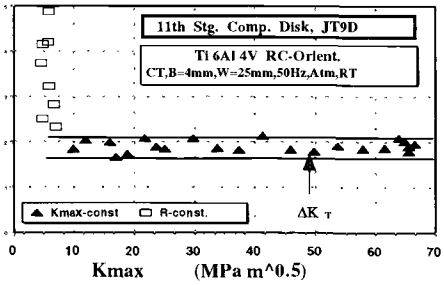 11th Stg. Comp. Disk, JT9D
Ti 6Al 4V RC-Orient.
CT,B=4mm,W=25mm,50Hz,Atm,RT
Kmax-const R-const.
ΔK T
0 10 20 30 40 50 60 70
Kmax (MPa m^0.5)